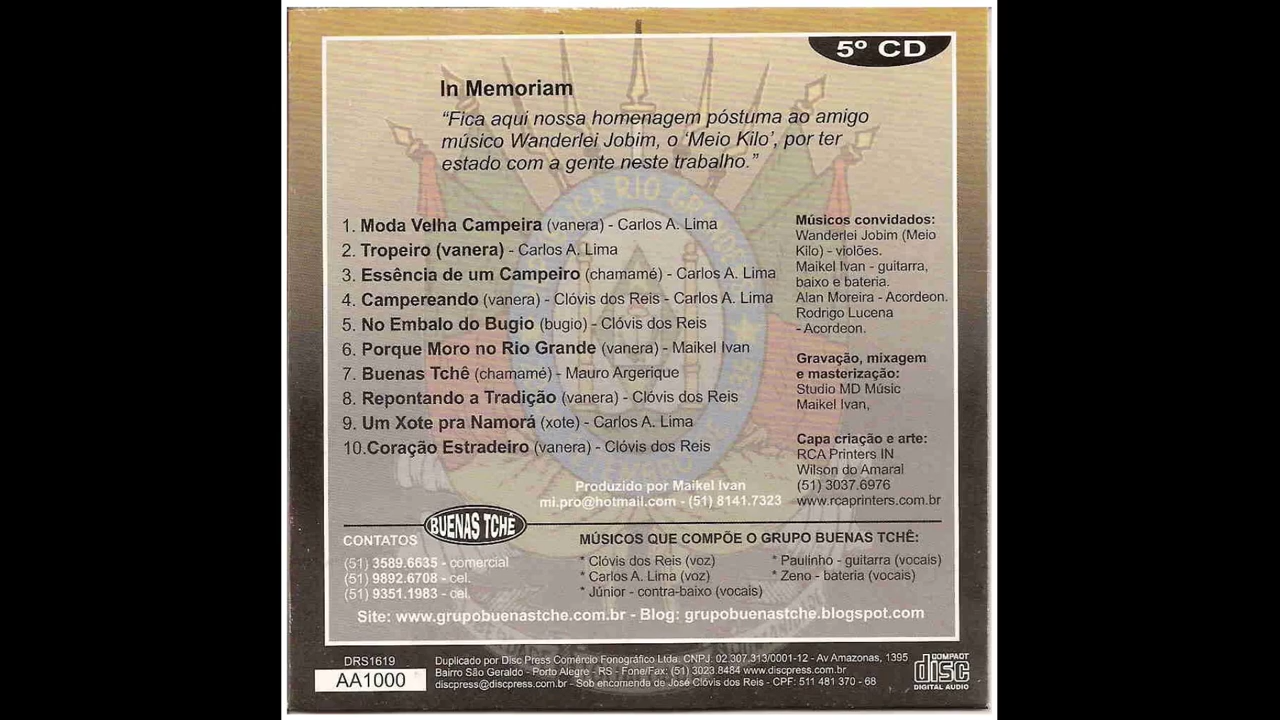 5º CD
In Memoriam
“Fica aqui nossa homenagem póstuma ao amigo
músico Wanderlei Jobim, o ‘Meio Kilo’, por ter
estado com a gente neste trabalho.”
1. Moda Velha Campeira (vanera) - Carlos A. Lima
2. Tropeiro (vanera) - Carlos A. Lima
3. Essência de um Campeiro (chamamé) - Carlos A. Lima
4. Campereando (vanera) - Clóvis dos Reis - Carlos A. Lima
5. No Embalo do Bugio (bugio) - Clóvis dos Reis
6. Porque Moro no Rio Grande (vanera) - Maikel Ivan
7. Buenas Tchê (chamamé) - Mauro Argerique
8. Repontando a Tradição (vanera) - Clóvis dos Reis
9. Um Xote pra Namorá (xote) - Carlos A. Lima
10.Coração Estradeiro (vanera) - Clóvis dos Reis
Músicos convidados:
Wanderlei Jobim (Meio
Kilo) - violões.
Maikel Ivan - guitarra,
baixo e bateria.
Alan Moreira - Acordeon.
Rodrigo Lucena
- Acordeon.
Gravação, mixagem
e masterização:
Studio MD Músic
Maikel Ivan,
Capa criação e arte:
RCA Printers IN
Wilson do Amaral
(51) 3037.6976
www.rcaprinters.com.br
Produzido por Maikel Ivan
mi.pro@hotmail.com - (51) 8141.7323
BUENAS TCHÊ
CONTATOS
(51) 3589.6635 - comercial
(51) 9892.6708 - cel.
(51) 9351.1983 - cel.
MÚSICOS QUE COMPÕE O GRUPO BUENAS TCHÊ:
* Clóvis dos Reis (voz)
* Carlos A. Lima (voz)
* Júnior - contra-baixo (vocais)
* Paulinho - guitarra (vocais)
* Zeno - bateria (vocais)
Site: www.grupobuenastche.com.br - Blog: grupobuenastche.blogspot.com
DRS1619
AA1000
Duplicado por Disc Press Comércio Fonográfico Ltda. CNPJ: 02.307.313/0001-12 - Av Amazonas, 1395
Bairro São Geraldo - Porto Alegre - RS - Fone/Fax: (51) 3023.8484 www.discpress.com.br
discpress@discpress.com.br - Sob encomenda de José Clóvis dos Reis - CPF: 511 481 370 - 68
COMPACT
disc
DIGITAL AUDIO